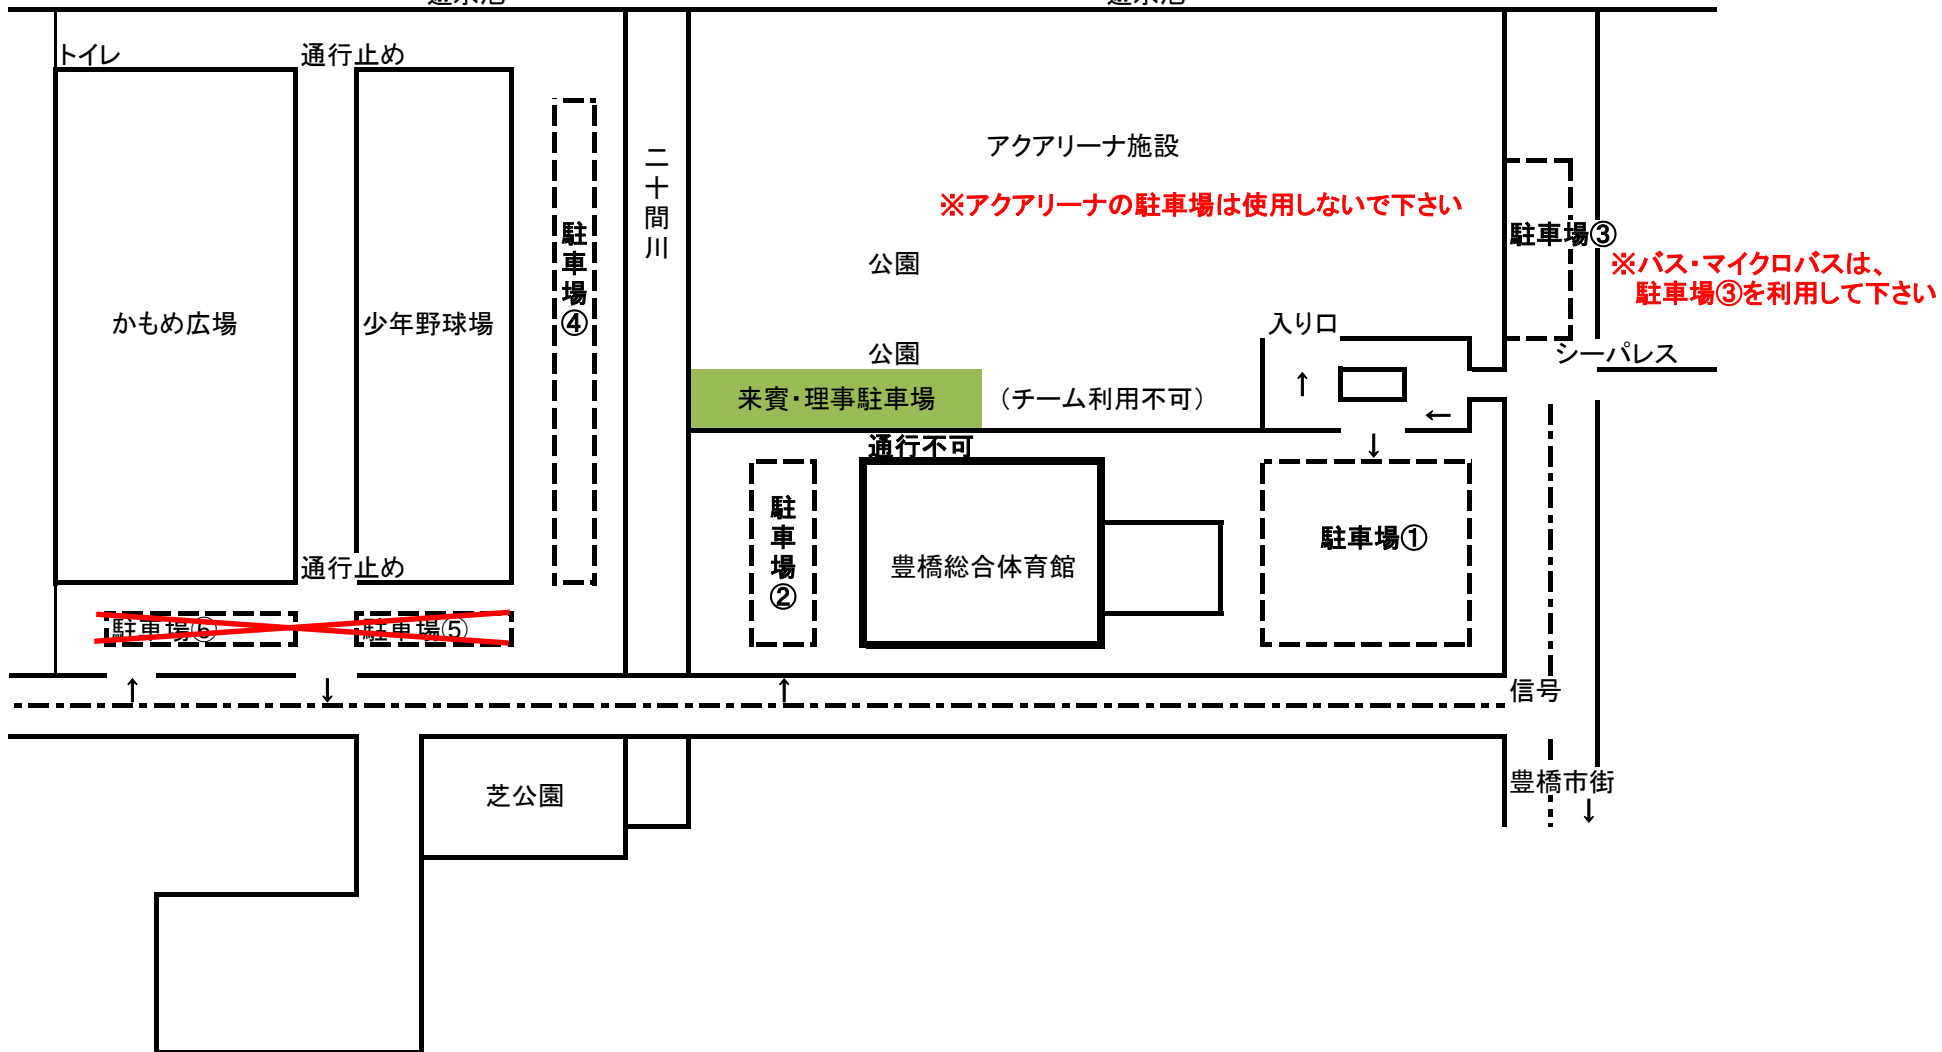 トイレ
通行止め
アクアリーナ施設
二十間川
※アクアリーナの駐車場は使用しないで下さい
駐車場④
駐車場③
公園
※バス・マイクロバスは、
駐車場③を利用して下さい
かもめ広場
少年野球場
入り口
公園
シーパレス
来賓・理事駐車場
（チーム利用不可）
↑
←
通行不可
↓
駐車場②
駐車場①
豊橋総合体育館
通行止め
駐車場⑥
駐車場⑤
↑
↓
↑
信号
豊橋市街
↓
芝公園